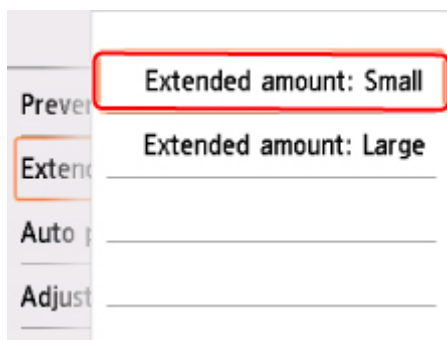 Extended amount: Small
Extended amount: Large
Prever
Extend
Auto p
Adjust